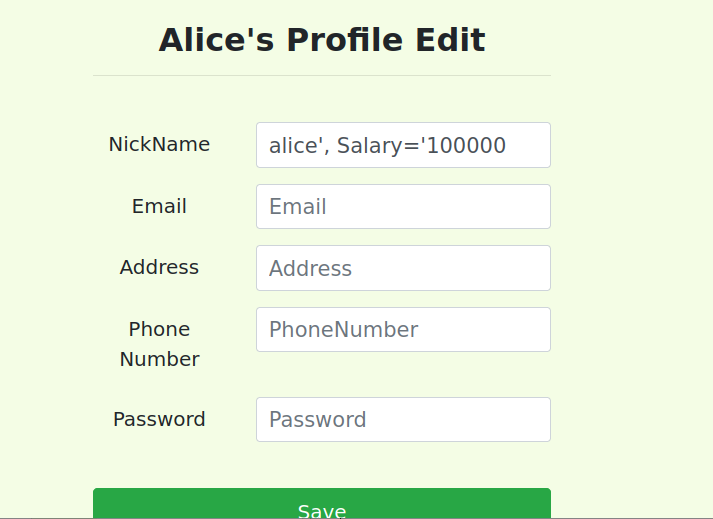 Alice's Profile Edit
NickName
alice', Salary='100000
Email
Email
Address
Address
Phone
Number
PhoneNumber
Password
Password
Save